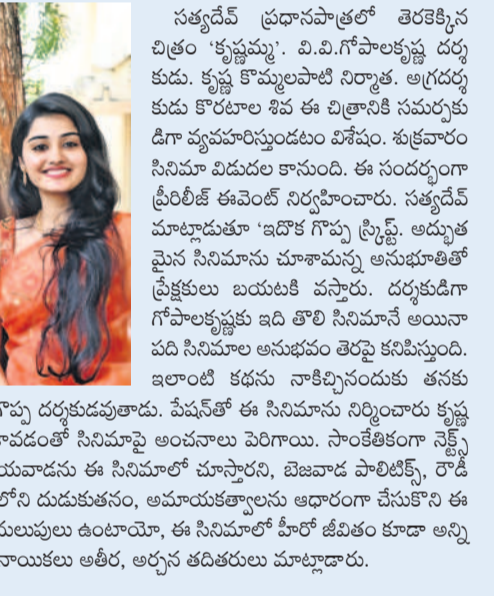 సత్యదేవ్ ప్రధానపాత్రలో తెరకెక్కిన
చిత్రం ‘కృష్ణమ్మ’. వి.వి.గోపాలకృష్ణ దర్శ
కుడు. కృష్ణ కొమ్మలపాటి నిర్మాత. అగ్రదర్శ
కుడు కొరటాల శివ ఈ చిత్రానికి సమర్పకు
డిగా వ్యవహరిస్తుండటం విశేషం. శుక్రవారం
సినిమా విడుదల కానుంది. ఈ సందర్భంగా
ప్రీరిలీజ్ ఈవెంట్ నిర్వహించారు. సత్యదేవ్
మాట్లాడుతూ ‘ఇదొక గొప్ప స్క్రిప్ట్. అద్భుత
మైన సినిమాను చూశామన్న అనుభూతితో
ప్రేక్షకులు బయటకి వస్తారు. దర్శకుడిగా
గోపాలకృష్ణకు ఇది తొలి సినిమానే అయినా
పది సినిమాల అనుభవం తెరపై కనిపిస్తుంది.
ఇలాంటి కథను నాకిచ్చినందుకు తనకు
గొప్ప దర్శకుడవుతాడు. పేషన్‌తో ఈ సినిమాను నిర్మించారు కృష్ణ
కావడంతో సినిమాపై అంచనాలు పెరిగాయి. సాంకేతికంగా నెక్ట్స్
యవాడను ఈ సినిమాలో చూస్తారని, బెజవాడ పాలిటిక్స్, రౌడీ
లోని దుడుకుతనం, అమాయకత్వాలను ఆధారంగా చేసుకొని ఈ
మలుపులు ఉంటాయో, ఈ సినిమాలో హీరో జీవితం కూడా అన్ని
నాయికలు అతీర, అర్చన తదితరులు మాట్లాడారు.